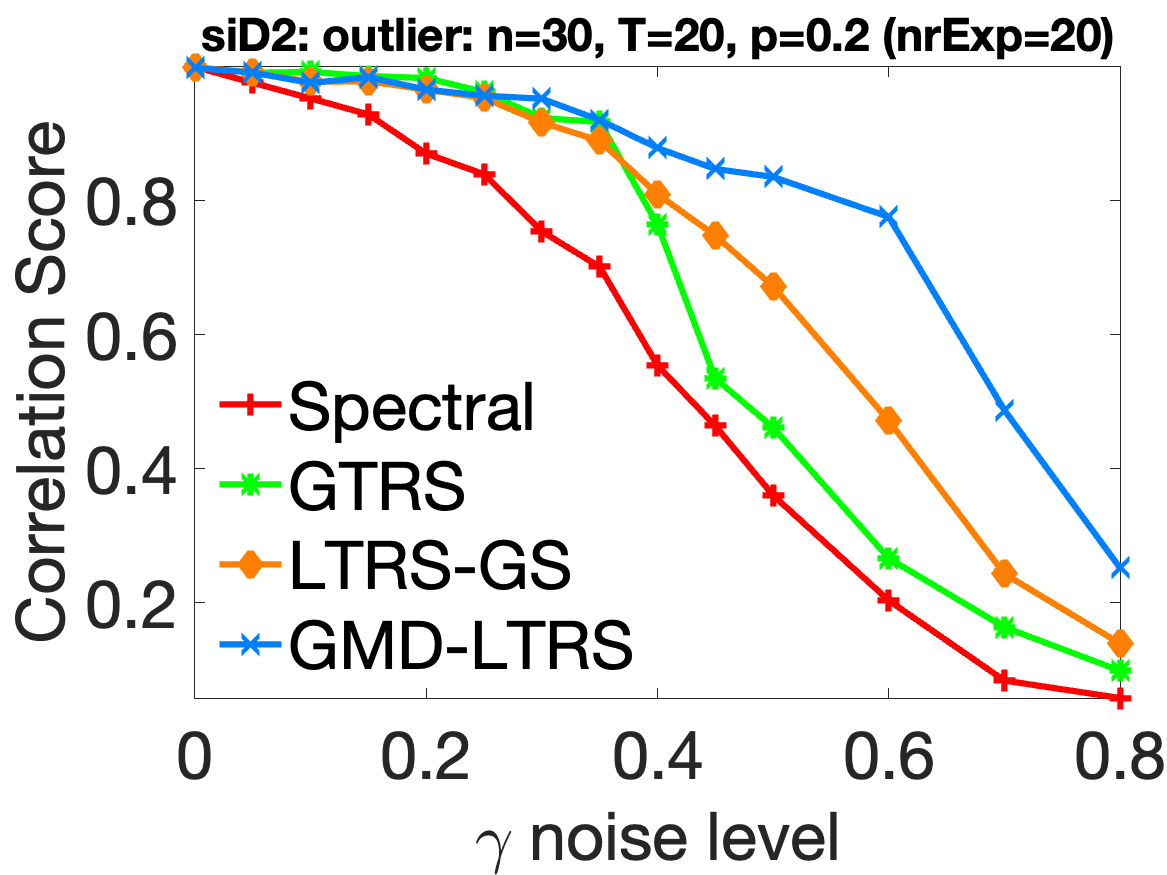 siD2: outlier: n=30, T=20, p=0.2 (nrExp=20)
Correlation Score
0.8
0.6
0.4
0.2
Spectral
GTRS
LTRS-GS
GMD-LTRS
0 0.2 0.4 0.6 0.8
γ noise level